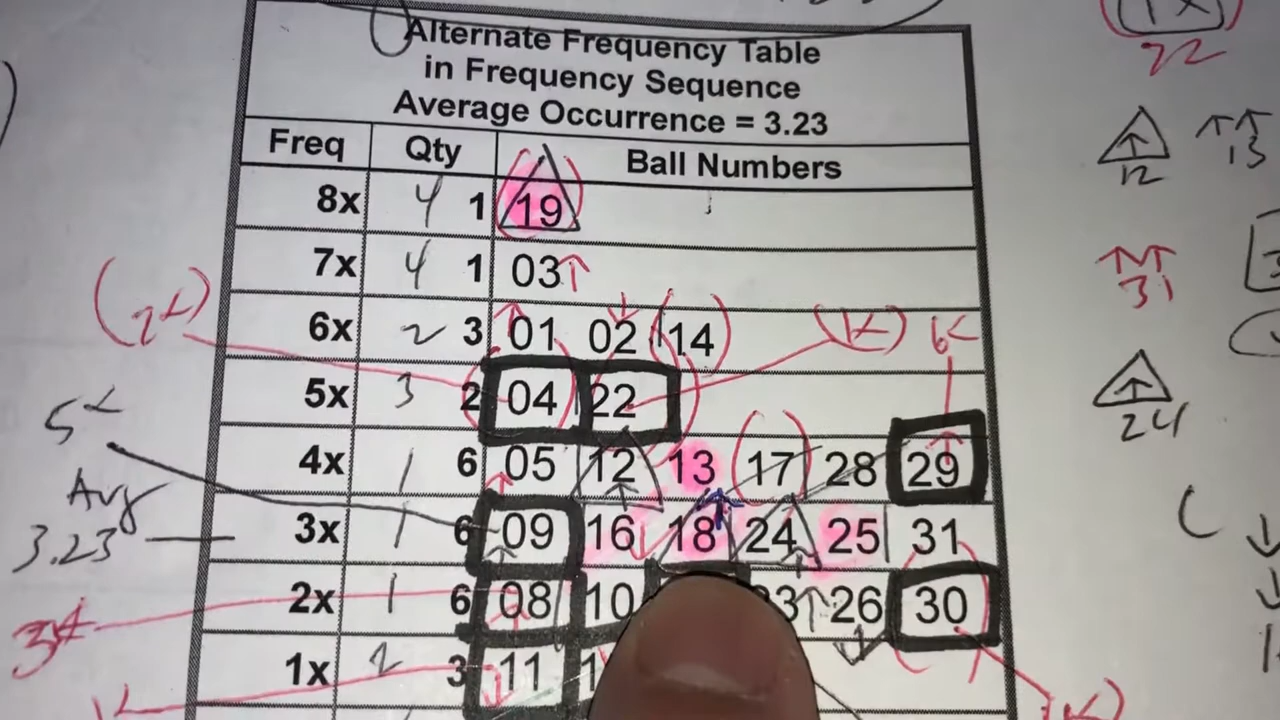 Alternate Frequency Table
in Frequency Sequence
Average Occurrence = 3.23
Freq Qty Ball Numbers
8x 4 1 19
7x 4 1 03
6x 2 3 01 02 (14)
5x 3 2 04 22
4x 1 6 05 12 13 (17) 28 29
Avg
3.23
3x 1 6 09 16 18 24 25 31
2x 1 6 08 10 26 30
1x 2 3 11
22
12
13
31
24